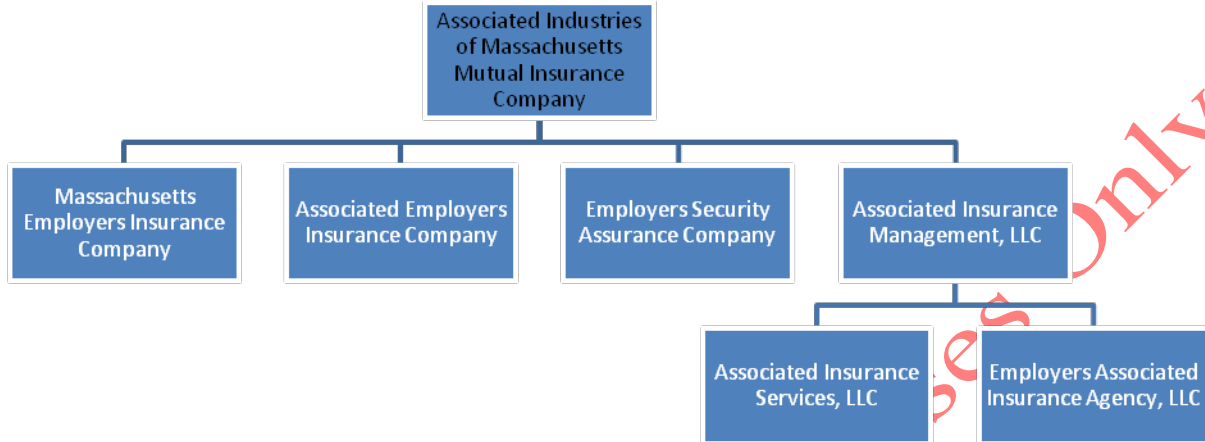 Associated Industries
of Massachusetts
Mutual Insurance
Company
Massachusetts
Employers Insurance
Company
Associated Employers
Insurance Company
Employers Security
Assurance Company
Associated Insurance
Management, LLC
Associated Insurance
Services, LLC
Employers Associated
Insurance Agency, LLC
Only